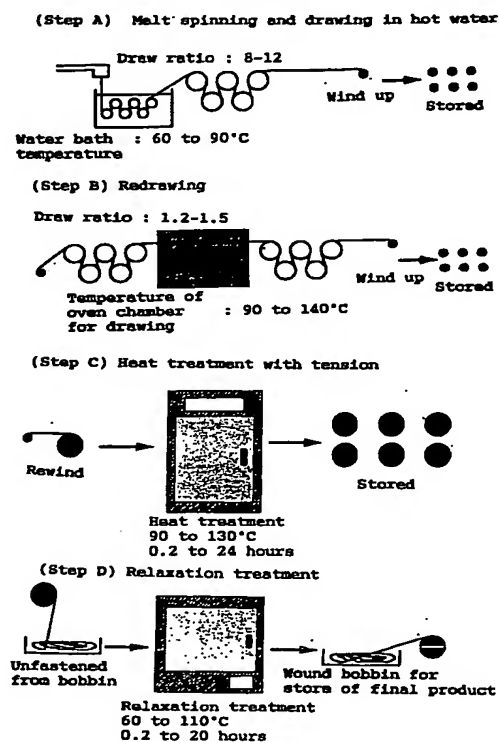 (Step A) Melt spinning and drawing in hot water
Draw ratio : 8-12
Wind up
Stored
Water bath : 60 to 90°C
temperature
(Step B) Redrawing
Draw ratio : 1.2-1.5
Wind up
Stored
Temperature of
oven chamber : 90 to 140°C
for drawing
(Step C) Heat treatment with tension
Rewind
Stored
Heat treatment
90 to 130°C
0.2 to 24 hours
(Step D) Relaxation treatment
Unfastened
from bobbin
Wound bobbin for
store of final product
Relaxation treatment
60 to 110°C
0.2 to 20 hours